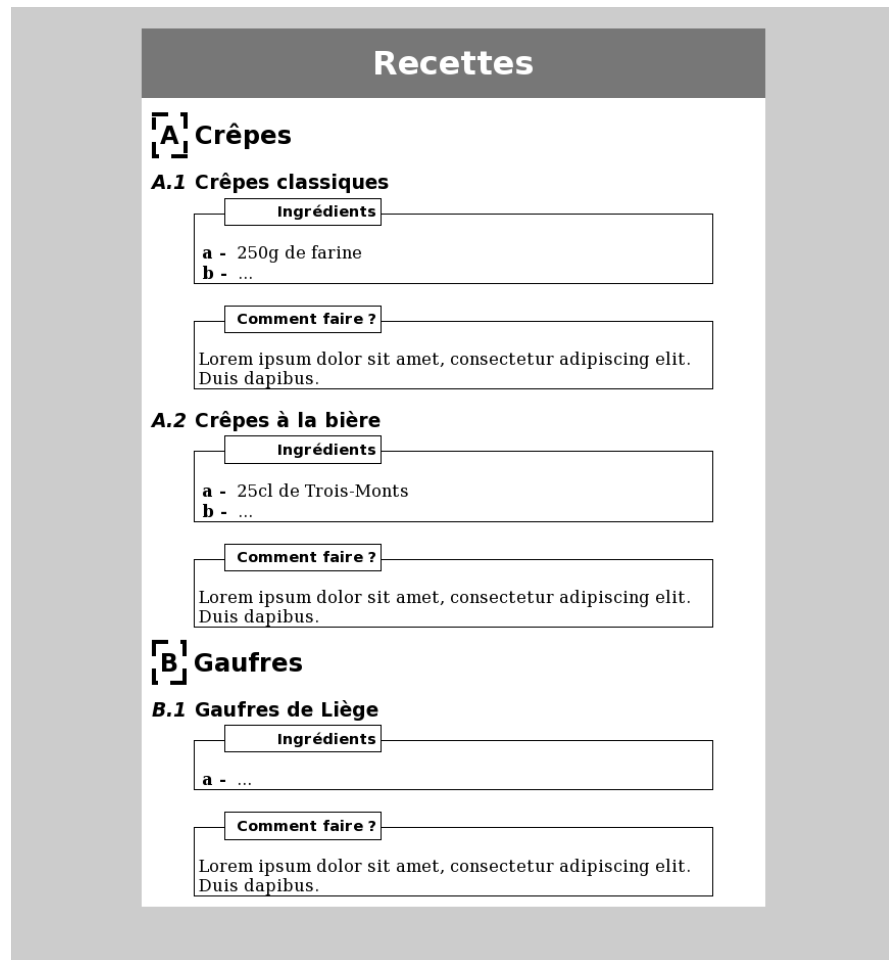 Recettes
A Crêpes
A.1 Crêpes classiques
Ingrédients
a - 250g de farine
b - ...
Comment faire ?
Lorem ipsum dolor sit amet, consectetur adipiscing elit.
Duis dapibus.
A.2 Crêpes à la bière
Ingrédients
a - 25cl de Trois-Monts
b - ...
Comment faire ?
Lorem ipsum dolor sit amet, consectetur adipiscing elit.
Duis dapibus.
B Gaufres
B.1 Gaufres de Liège
Ingrédients
a - ...
Comment faire ?
Lorem ipsum dolor sit amet, consectetur adipiscing elit.
Duis dapibus.